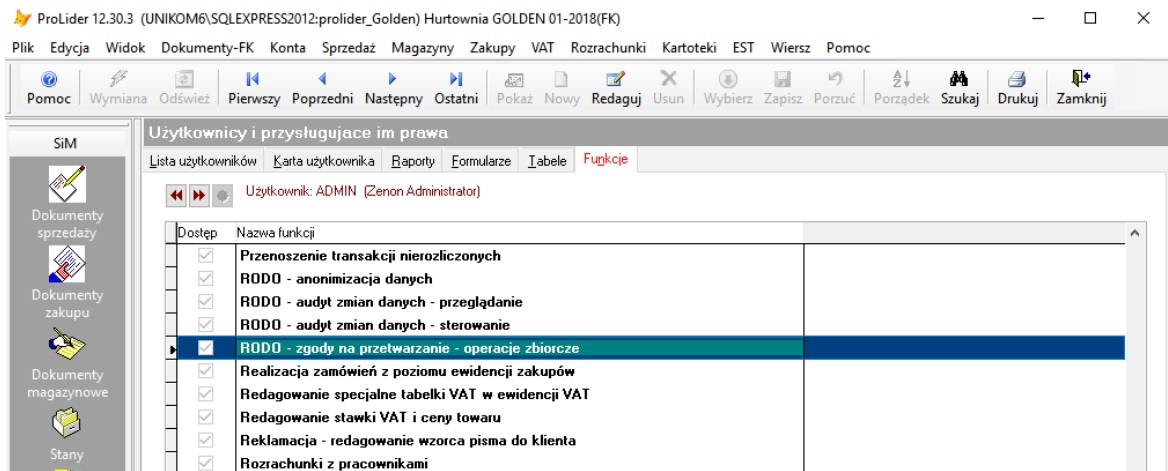 ProLider 12.30.3 (UNIKOM6\SQLEXPRESS2012:prolider_Golden) Hurtownia GOLDEN 01-2018(FK)
Plik Edycja Widok Dokumenty-FK Konta Sprzedaż Magazyny Zakupy VAT Rozrachunki Kartoteki EST Wiersz Pomoc
Pomoc Wymiana Odśwież Pierwszy Poprzedni Następny Ostatni Pokaż Nowy Redaguj Usun Wybierz Zapisz Porzuć Porządek Szukaj Drukuj Zamknij
SiM
Dokumenty
sprzedaży
Dokumenty
zakupu
Dokumenty
magazynowe
Stany
Użytkownicy i przysługujace im prawa
Lista użytkowników Karta użytkownika Raporty Formularze Tabele Funkcje
Użytkownik: ADMIN (Zenon Administrator)
Dostęp Nazwa funkcji
Przenoszenie transakcji nierozliczonych
RODO - anonimizacja danych
RODO - audyt zmian danych - przeglądanie
RODO - audyt zmian danych - sterowanie
RODO - zgody na przetwarzanie - operacje zbiorcze
Realizacja zamówień z poziomu ewidencji zakupów
Redagowanie specjalne tabelki VAT w ewidencji VAT
Redagowanie stawki VAT i ceny towaru
Reklamacja - redagowanie wzorca pisma do klienta
Rozrachunki z pracownikami